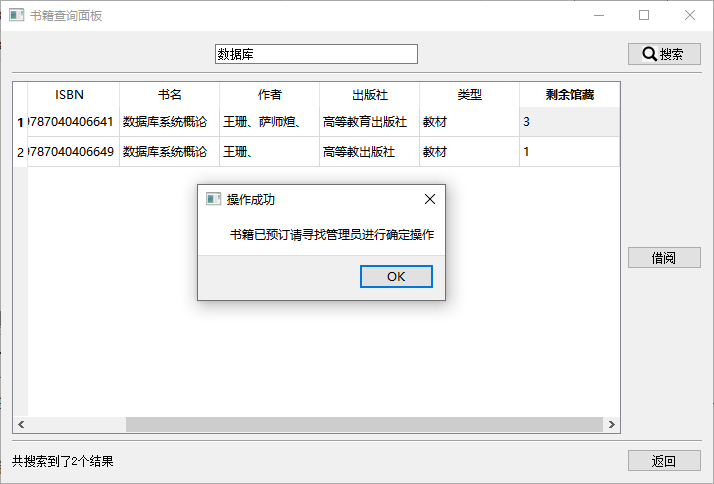 书籍查询面板
数据库
搜索
ISBN 书名 作者 出版社 类型 剩余馆藏
1 9787040406641 数据库系统概论 王珊、萨师煊、 高等教育出版社 教材 3
2 9787040406649 数据库系统概论 王珊、 高等教出版社 教材 1
操作成功
书籍已预订请寻找管理员进行确定操作
OK
借阅
共搜索到了2个结果
返回